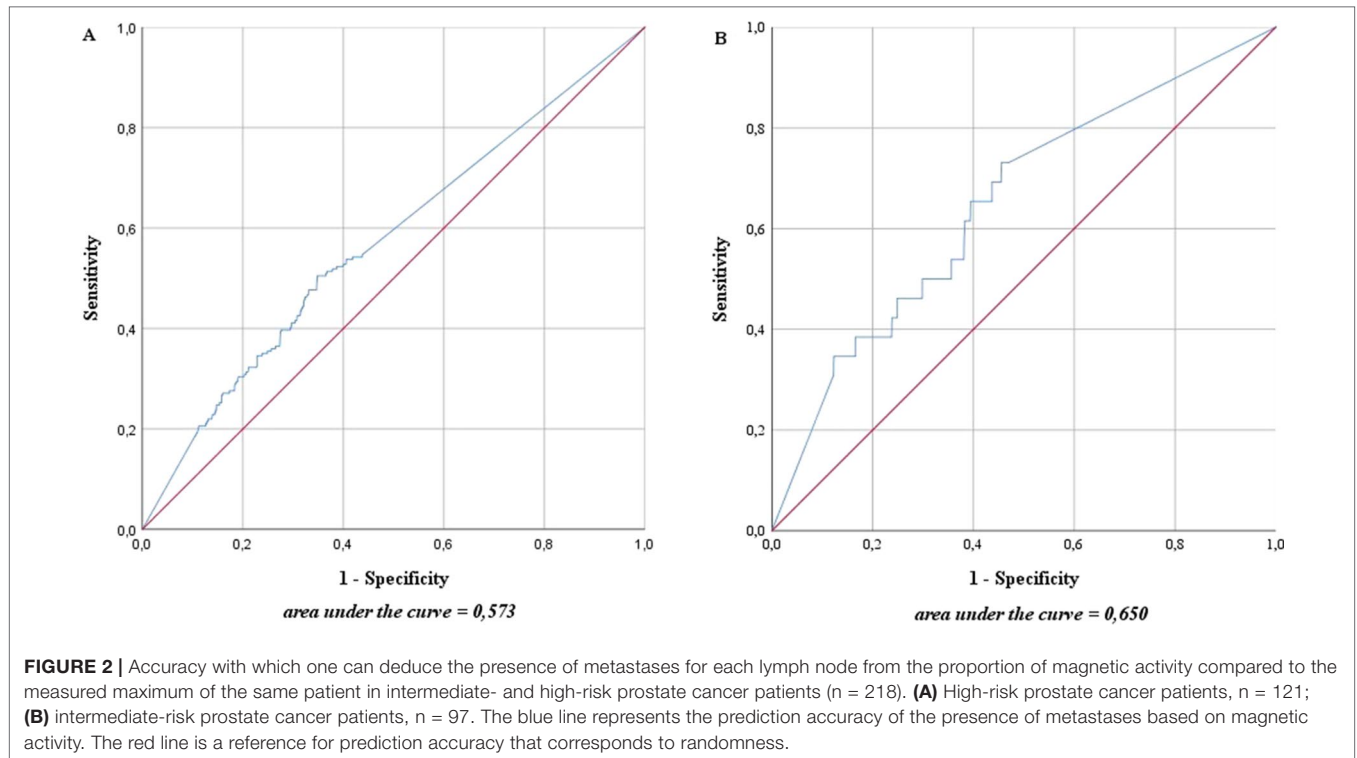 A
1,0
0,8
0,6
0,4
0,2
0,0
Sensitivity
0,0 0,2 0,4 0,6 0,8 1,0
1 - Specificity
area under the curve = 0,573
B
1,0
0,8
0,6
0,4
0,2
0,0
Sensitivity
0,0 0,2 0,4 0,6 0,8 1,0
1 - Specificity
area under the curve = 0,650
FIGURE 2 | Accuracy with which one can deduce the presence of metastases for each lymph node from the proportion of magnetic activity compared to the
measured maximum of the same patient in intermediate- and high-risk prostate cancer patients (n = 218). (A) High-risk prostate cancer patients, n = 121;
(B) intermediate-risk prostate cancer patients, n = 97. The blue line represents the prediction accuracy of the presence of metastases based on magnetic
activity. The red line is a reference for prediction accuracy that corresponds to randomness.